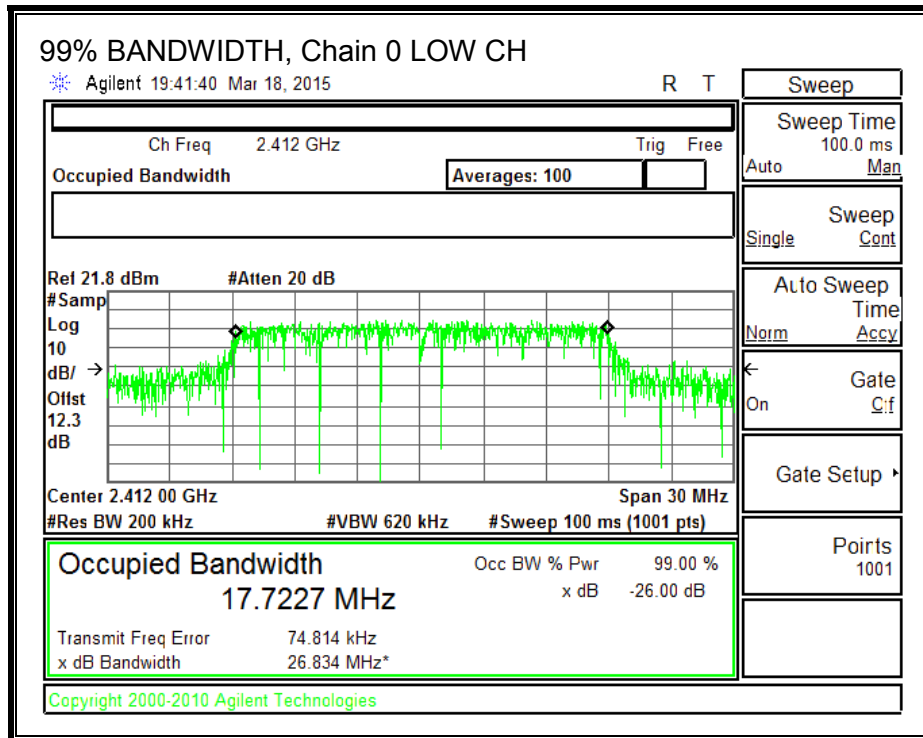 99% BANDWIDTH, Chain 0 LOW CH
Agilent 19:41:40 Mar 18, 2015 R T
Ch Freq 2.412 GHz Trig Free
Occupied Bandwidth Averages: 100
Ref 21.8 dBm #Atten 20 dB
#Samp
Log
10
dB/
Offst
12.3
dB
Center 2.412 00 GHz Span 30 MHz
#Res BW 200 kHz #VBW 620 kHz #Sweep 100 ms (1001 pts)
Occupied Bandwidth Occ BW % Pwr 99.00 %
17.7227 MHz x dB -26.00 dB
Transmit Freq Error 74.814 kHz
x dB Bandwidth 26.834 MHz*
Copyright 2000-2010 Agilent Technologies
Sweep
Sweep Time
100.0 ms
Auto Man
Sweep
Single Cont
Auto Sweep
Time
Norm Accy
Gate
On Off
Gate Setup
Points
1001